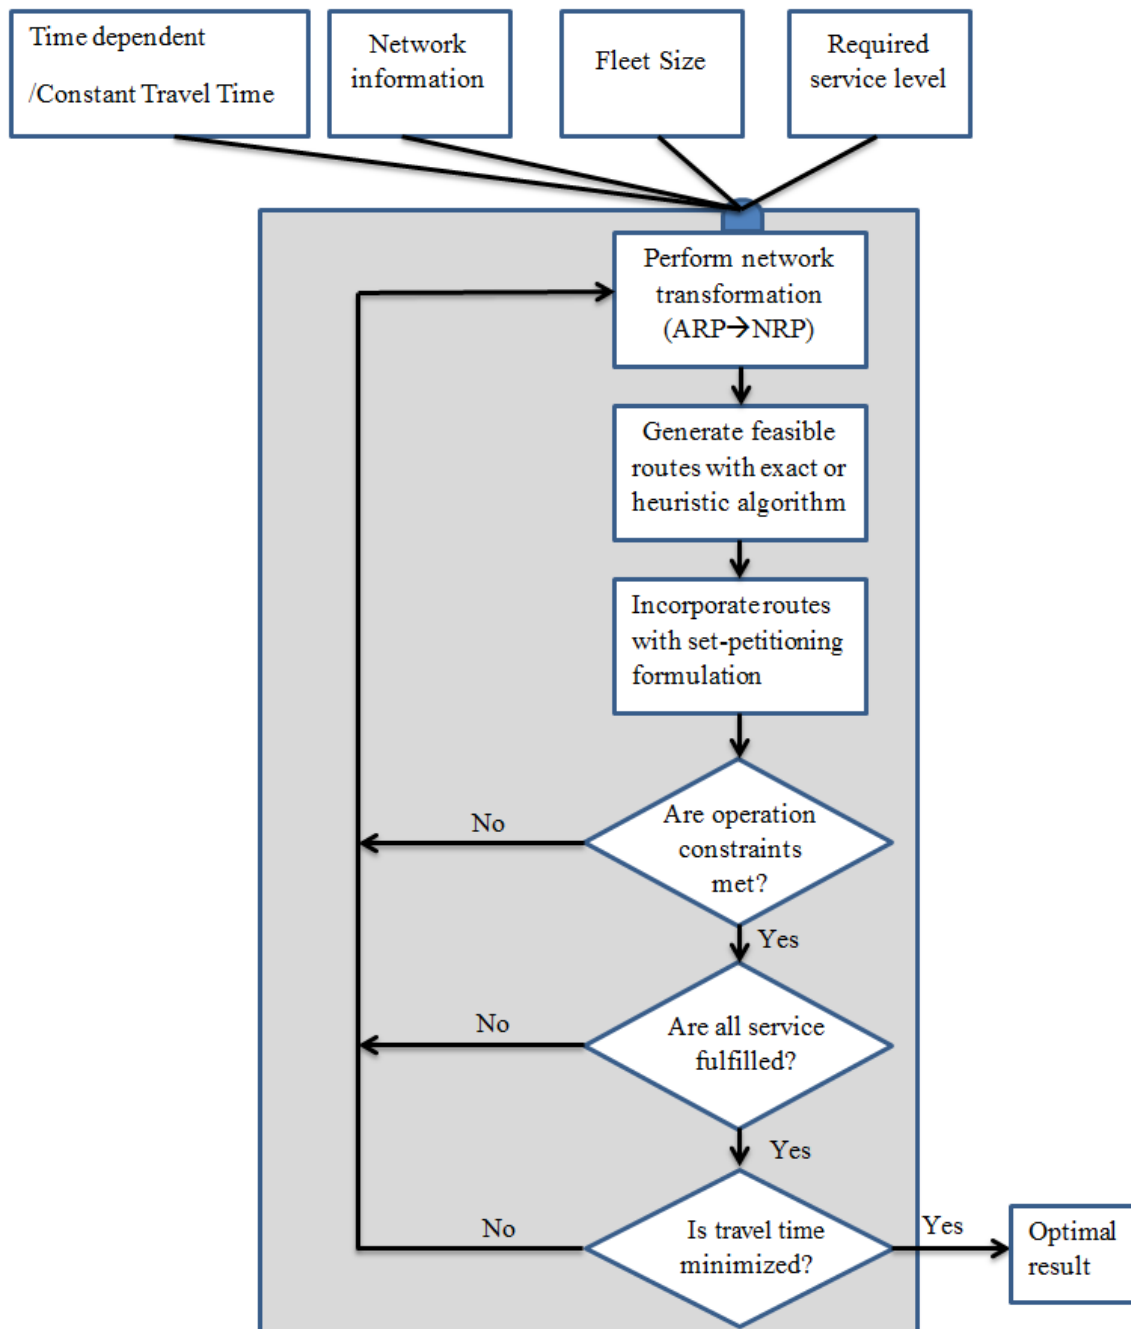 Time dependent
/Constant Travel Time
Network
information
Fleet Size
Required
service level
Perform network
transformation
(ARP→NRP)
Generate feasible
routes with exact or
heuristic algorithm
Incorporate routes
with set-petitioning
formulation
Are operation
constraints
met?
No
Yes
Are all service
fulfilled?
No
Yes
Is travel time
minimized?
No
Yes
Optimal
result